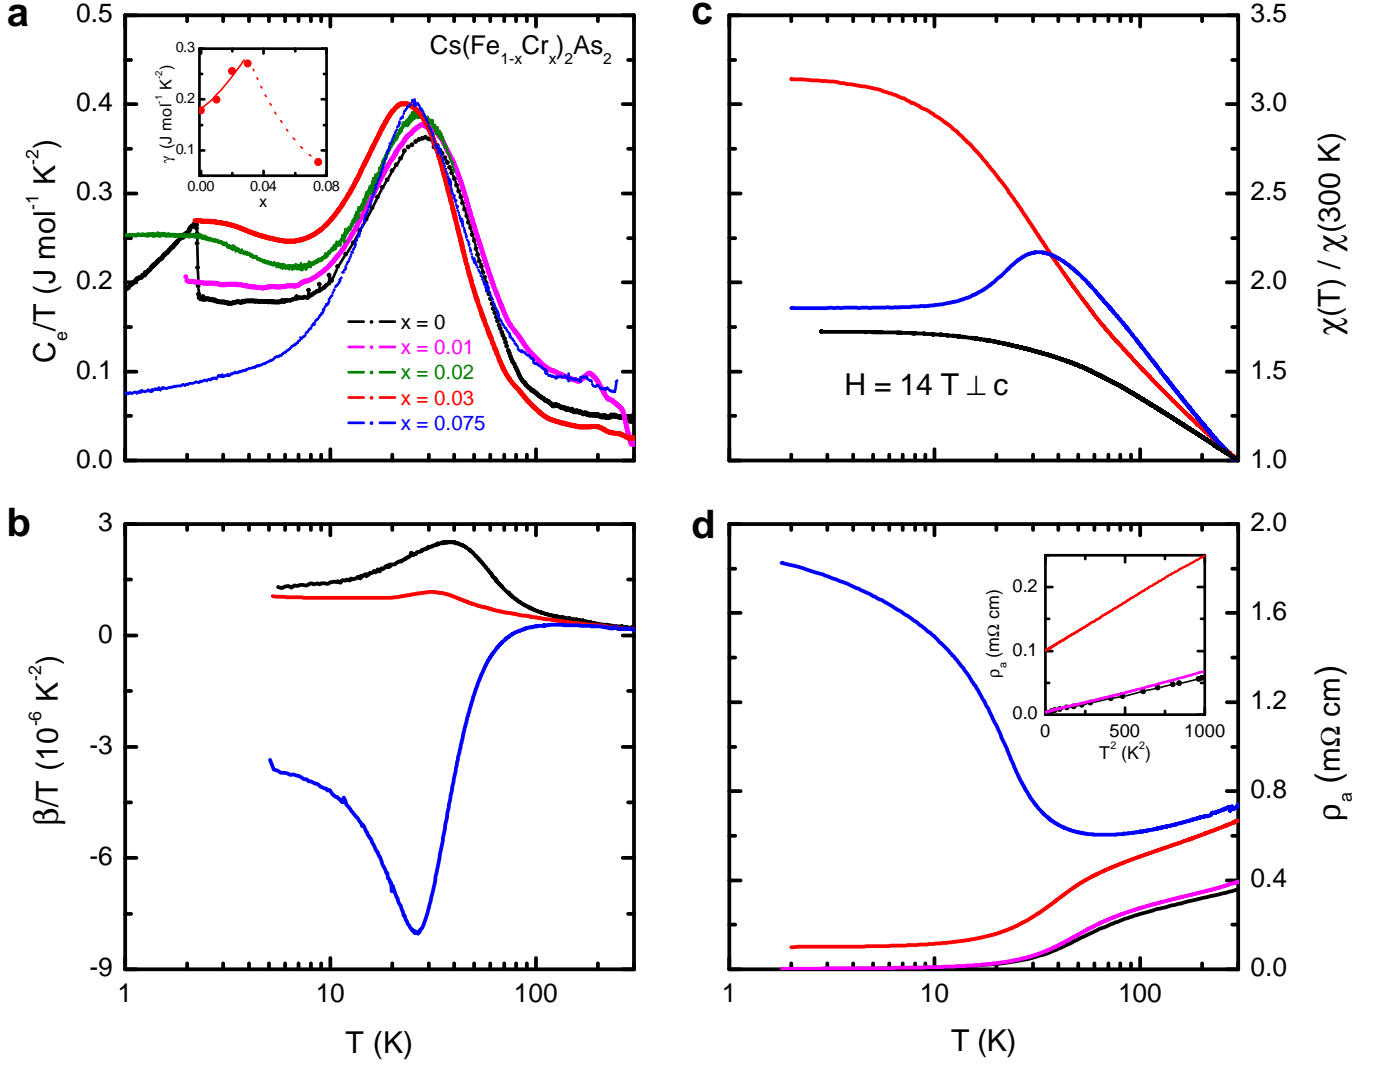 a
Cs(Fe1-xCrx)2As2
0.5
0.4
0.3
0.2
0.1
0.0
Ce/T (J mol-1 K-2)
0.3
0.2
0.1
γ (J mol-1 K-2)
0.00
0.04
0.08
x
x = 0
x = 0.01
x = 0.02
x = 0.03
x = 0.075
c
3.5
3.0
2.5
2.0
1.5
1.0
χ(T) / χ(300 K)
H = 14 T ⊥ c
b
3
0
-3
-6
-9
β/T (10-6 K-2)
1
10
100
T (K)
d
2.0
1.6
1.2
0.8
0.4
0.0
ρa (mΩ cm)
0.2
0.1
0.0
ρa (mΩ cm)
0
500
1000
T2 (K2)
1
10
100
T (K)